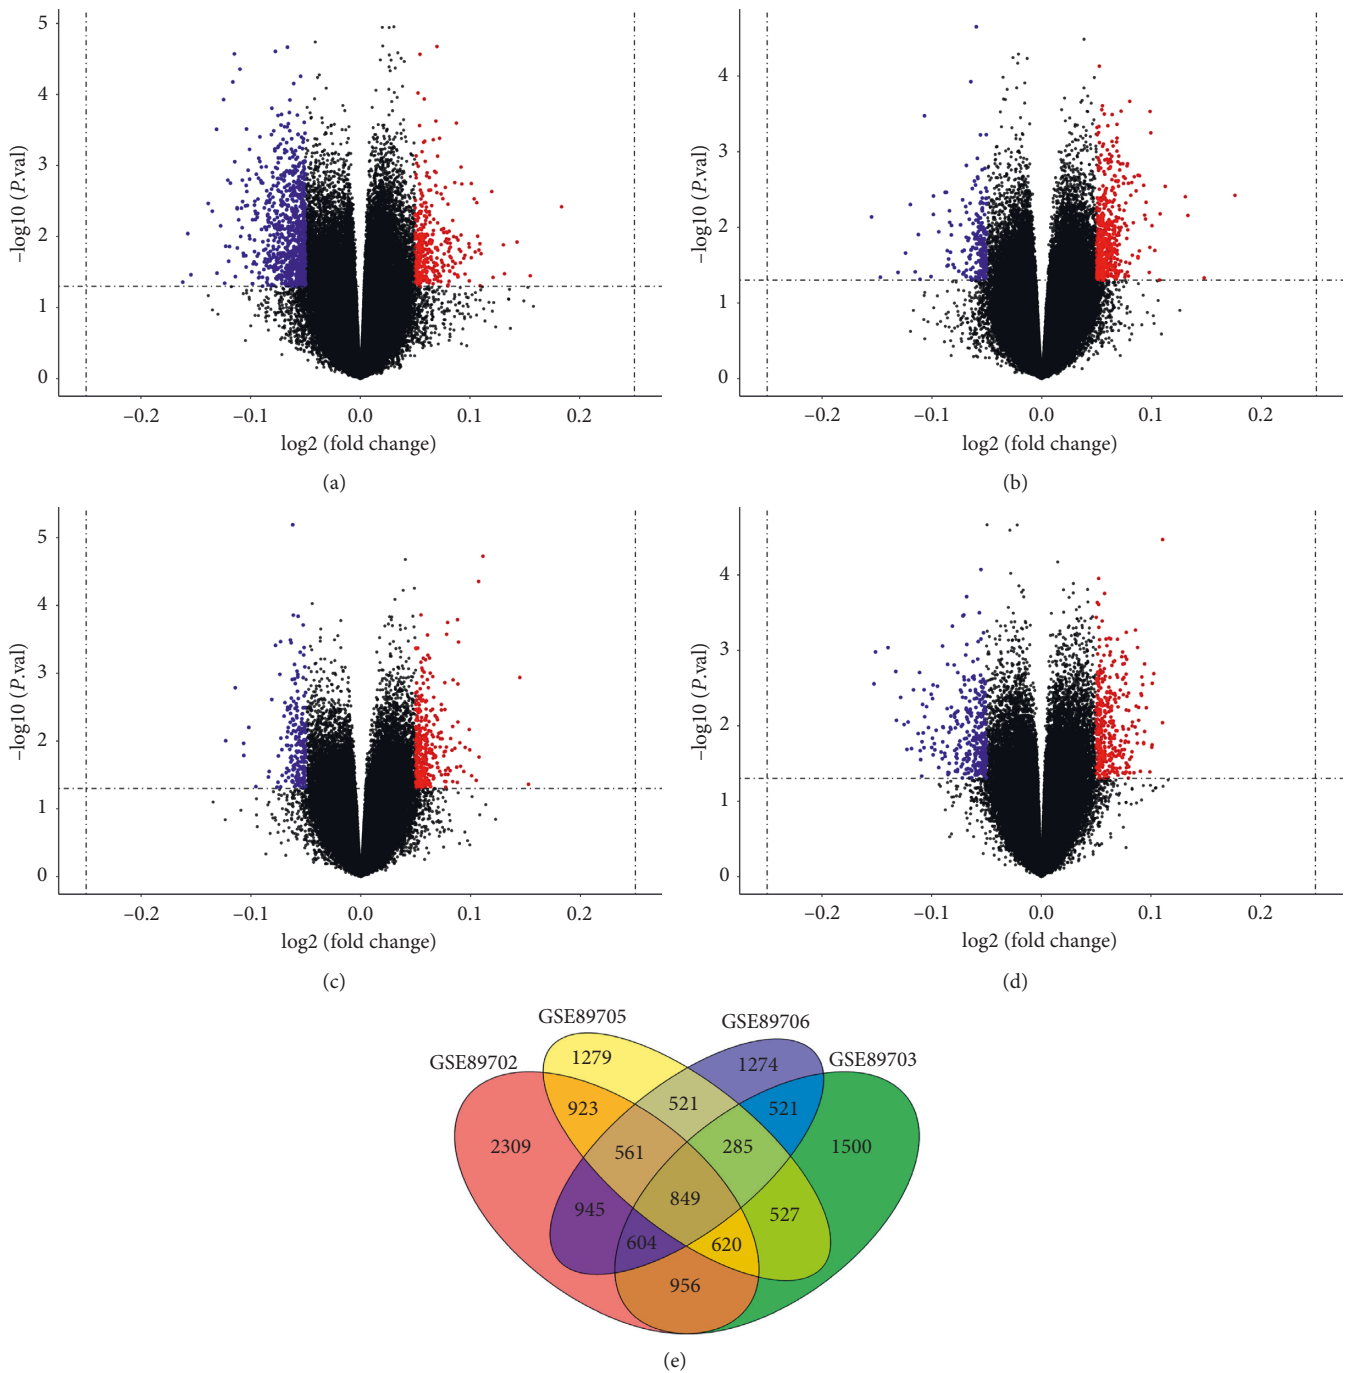 5
4
3
2
1
0
−log10 (P.val)
−0.2 −0.1 0.0 0.1 0.2
log2 (fold change)
(a)
4
3
2
1
0
−log10 (P.val)
−0.2 −0.1 0.0 0.1 0.2
log2 (fold change)
(b)
5
4
3
2
1
0
−log10 (P.val)
−0.2 −0.1 0.0 0.1 0.2
log2 (fold change)
(c)
4
3
2
1
0
−log10 (P.val)
−0.2 −0.1 0.0 0.1 0.2
log2 (fold change)
(d)
GSE89705 GSE89706
GSE89702 GSE89703
1279 1274
923 521 521
2309 561 285 1500
849
945 527
604 620
956
(e)